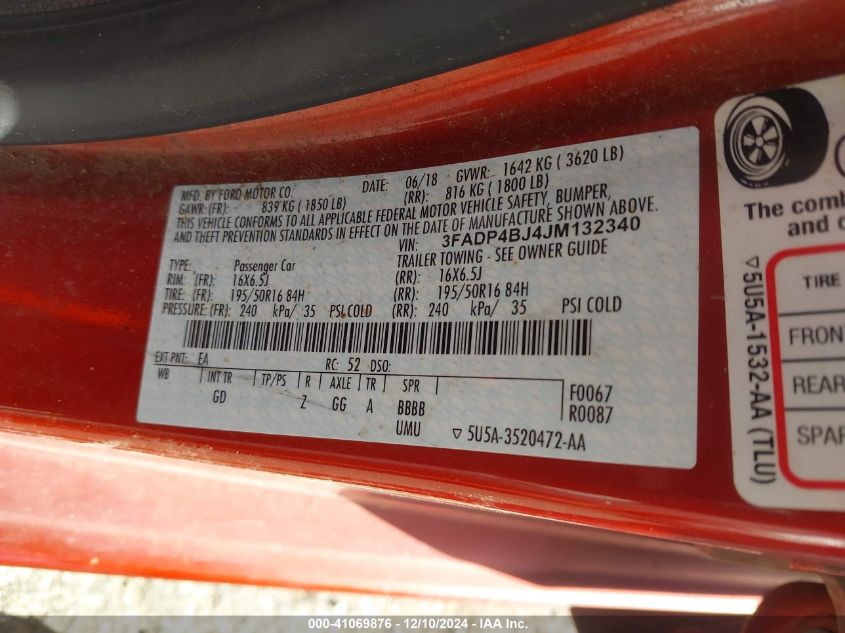 MFD. BY FORD MOTOR CO.
DATE: 06/18 GVWR: 1642 KG ( 3620 LB)
GAWR: (FR): 839 KG ( 1850 LB) (RR): 816 KG ( 1800 LB)
THIS VEHICLE CONFORMS TO ALL APPLICABLE FEDERAL MOTOR VEHICLE SAFETY, BUMPER,
AND THEFT PREVENTION STANDARDS IN EFFECT ON THE DATE OF MANUFACTURE SHOWN ABOVE.
VIN: 3FADP4BJ4JM132340
TYPE: Passenger Car TRAILER TOWING - SEE OWNER GUIDE
RIM: (FR): 16X6.5J (RR): 16X6.5J
TIRE: (FR): 195/50R16 84H (RR): 195/50R16 84H
PRESSURE: (FR): 240 kPa/ 35 PSI COLD (RR): 240 kPa/ 35 PSI COLD
EXT PNT: EA RC: 52 DSO:
WB INT TR TP/PS R AXLE TR SPR F0067
GD Z GG A BBBB R0087
UMU ▽ 5U5A-3520472-AA
The comb
and carg
▽5U5A-1532-AA (TLU)
TIRE
FRON
REAR
SPAR
000-41069876 - 12/10/2024 - © IAA, Inc.